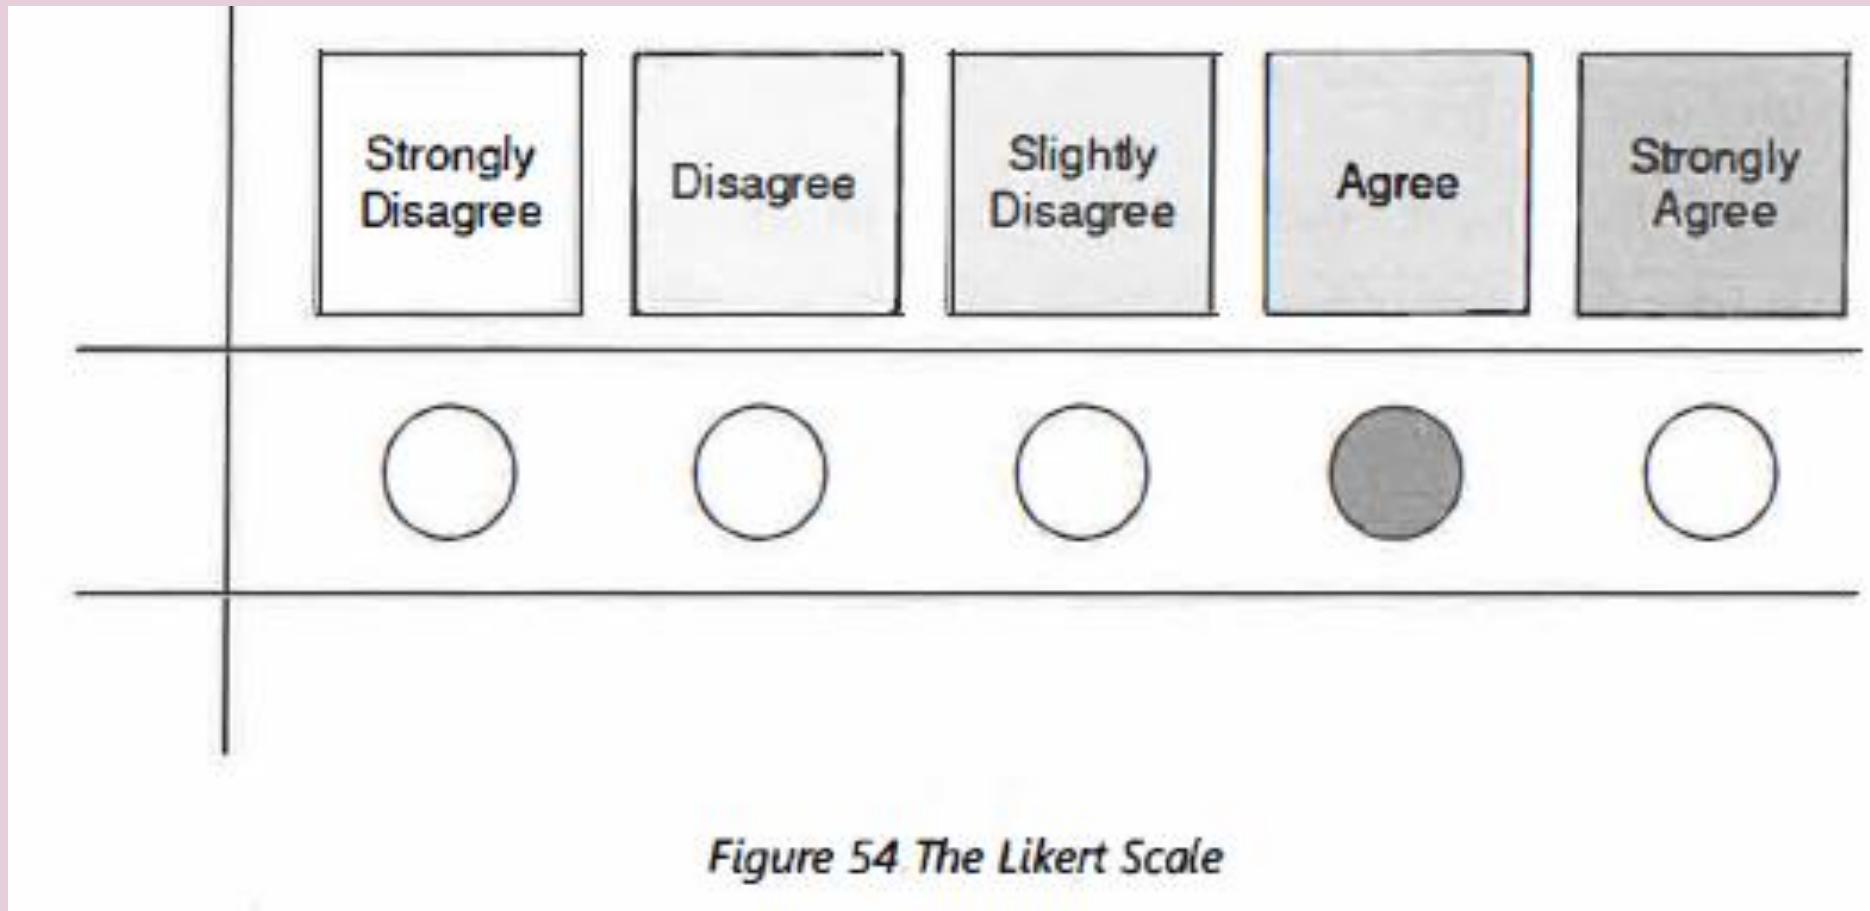 Strongly
Disagree
Disagree
Slightly
Disagree
Agree
Strongly
Agree
Figure 54 The Likert Scale